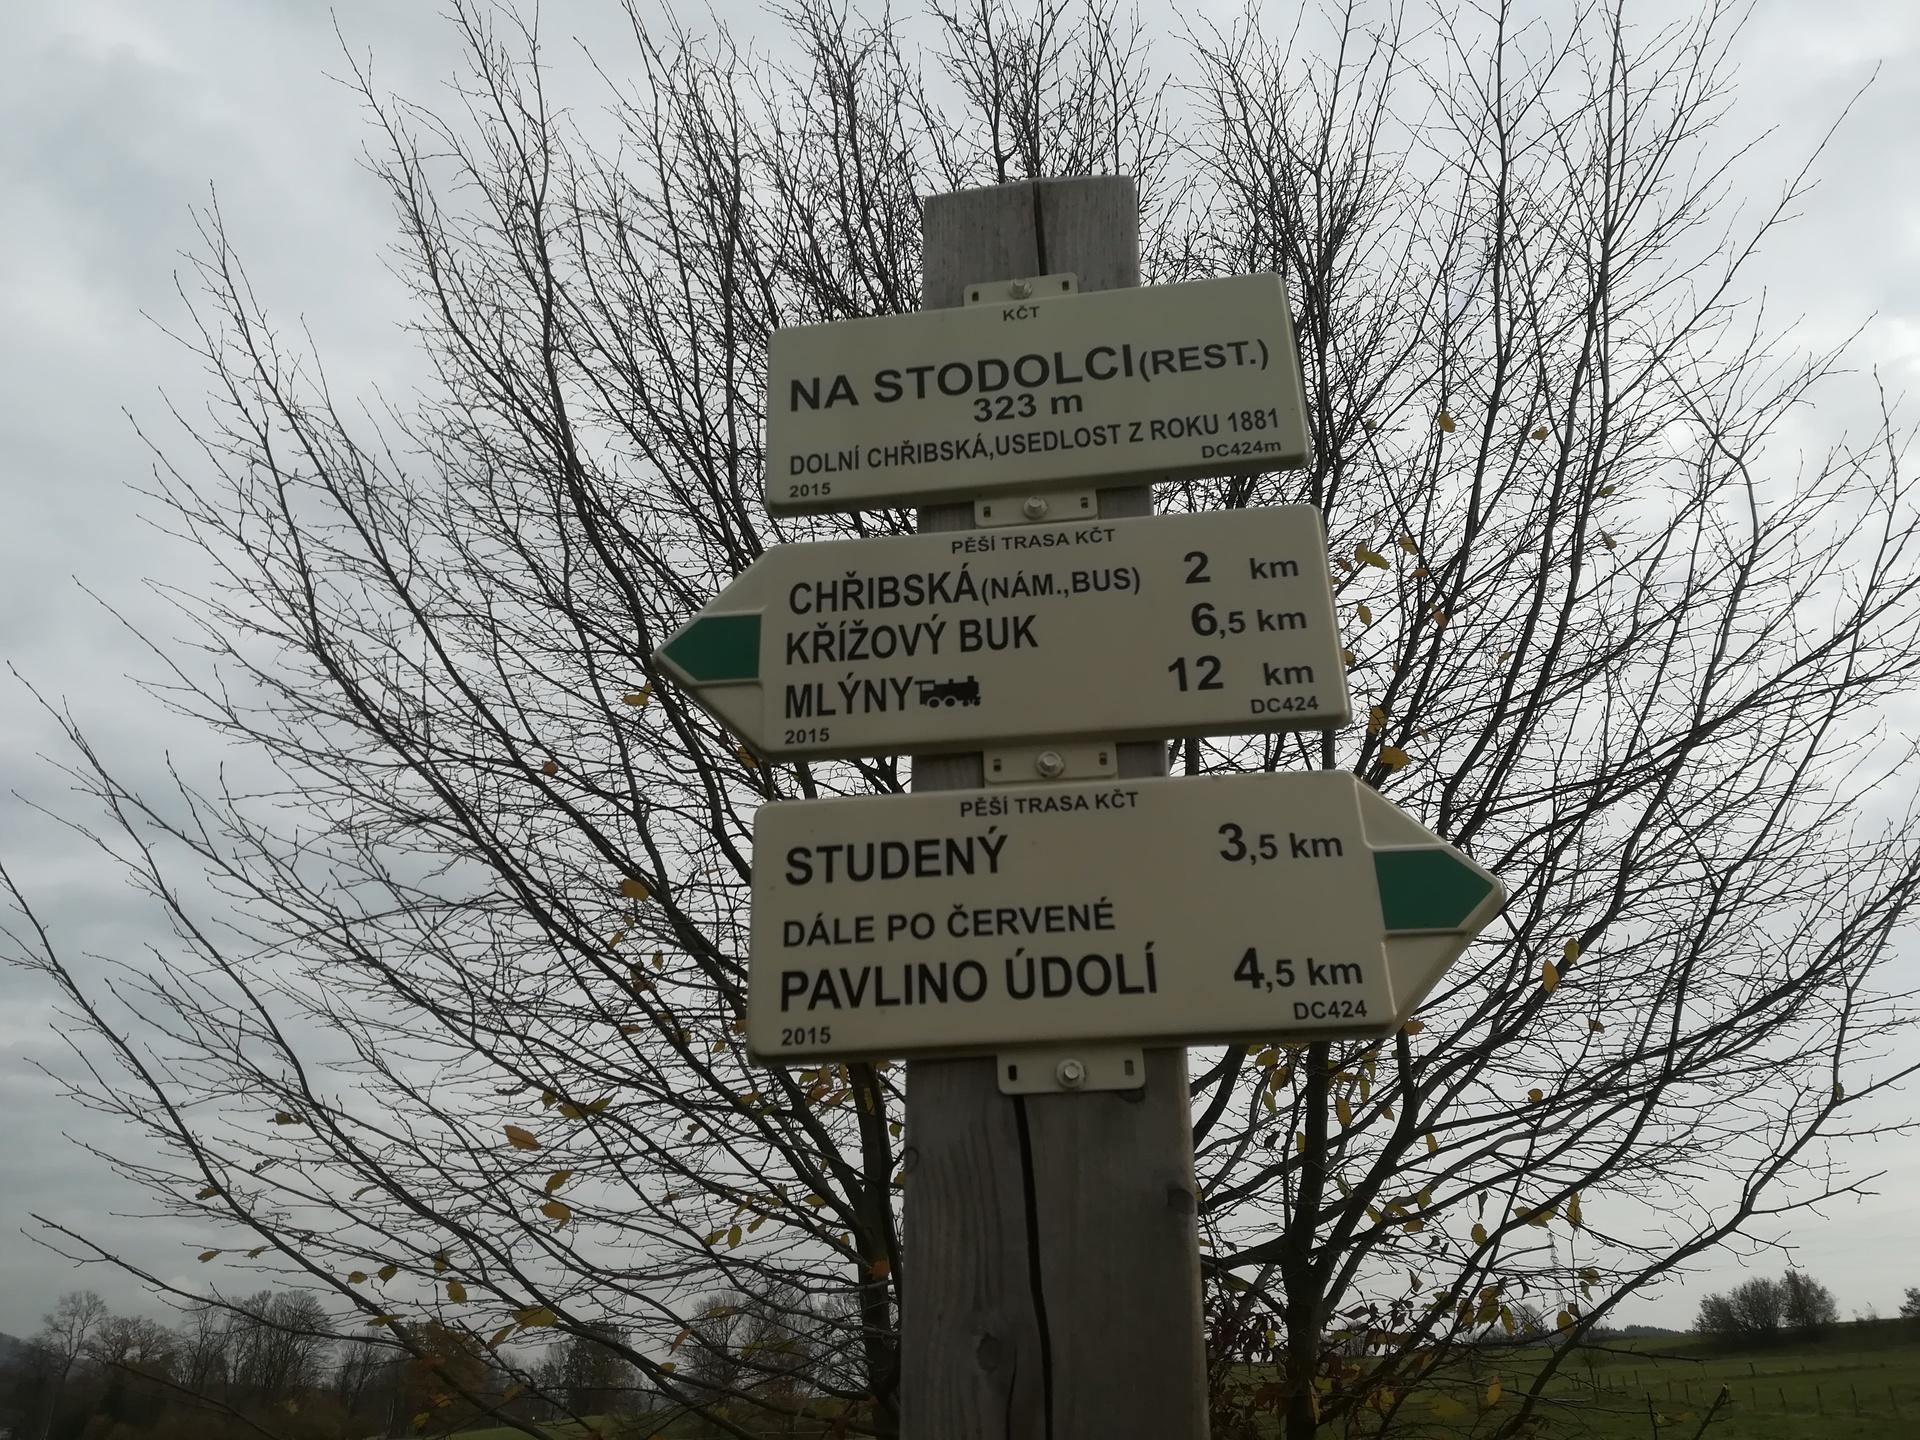 KČT
NA STODOLCI (REST.)
323 m
DOLNÍ CHŘIBSKÁ,USEDLOST Z ROKU 1881
DC424m
2015
PĚŠÍ TRASA KČT
CHŘIBSKÁ (NÁM.,BUS) 2 km
KŘÍŽOVÝ BUK 6,5 km
MLÝNY 12 km
DC424
2015
PĚŠÍ TRASA KČT
STUDENÝ 3,5 km
DÁLE PO ČERVENÉ
PAVLINO ÚDOLÍ 4,5 km
DC424
2015